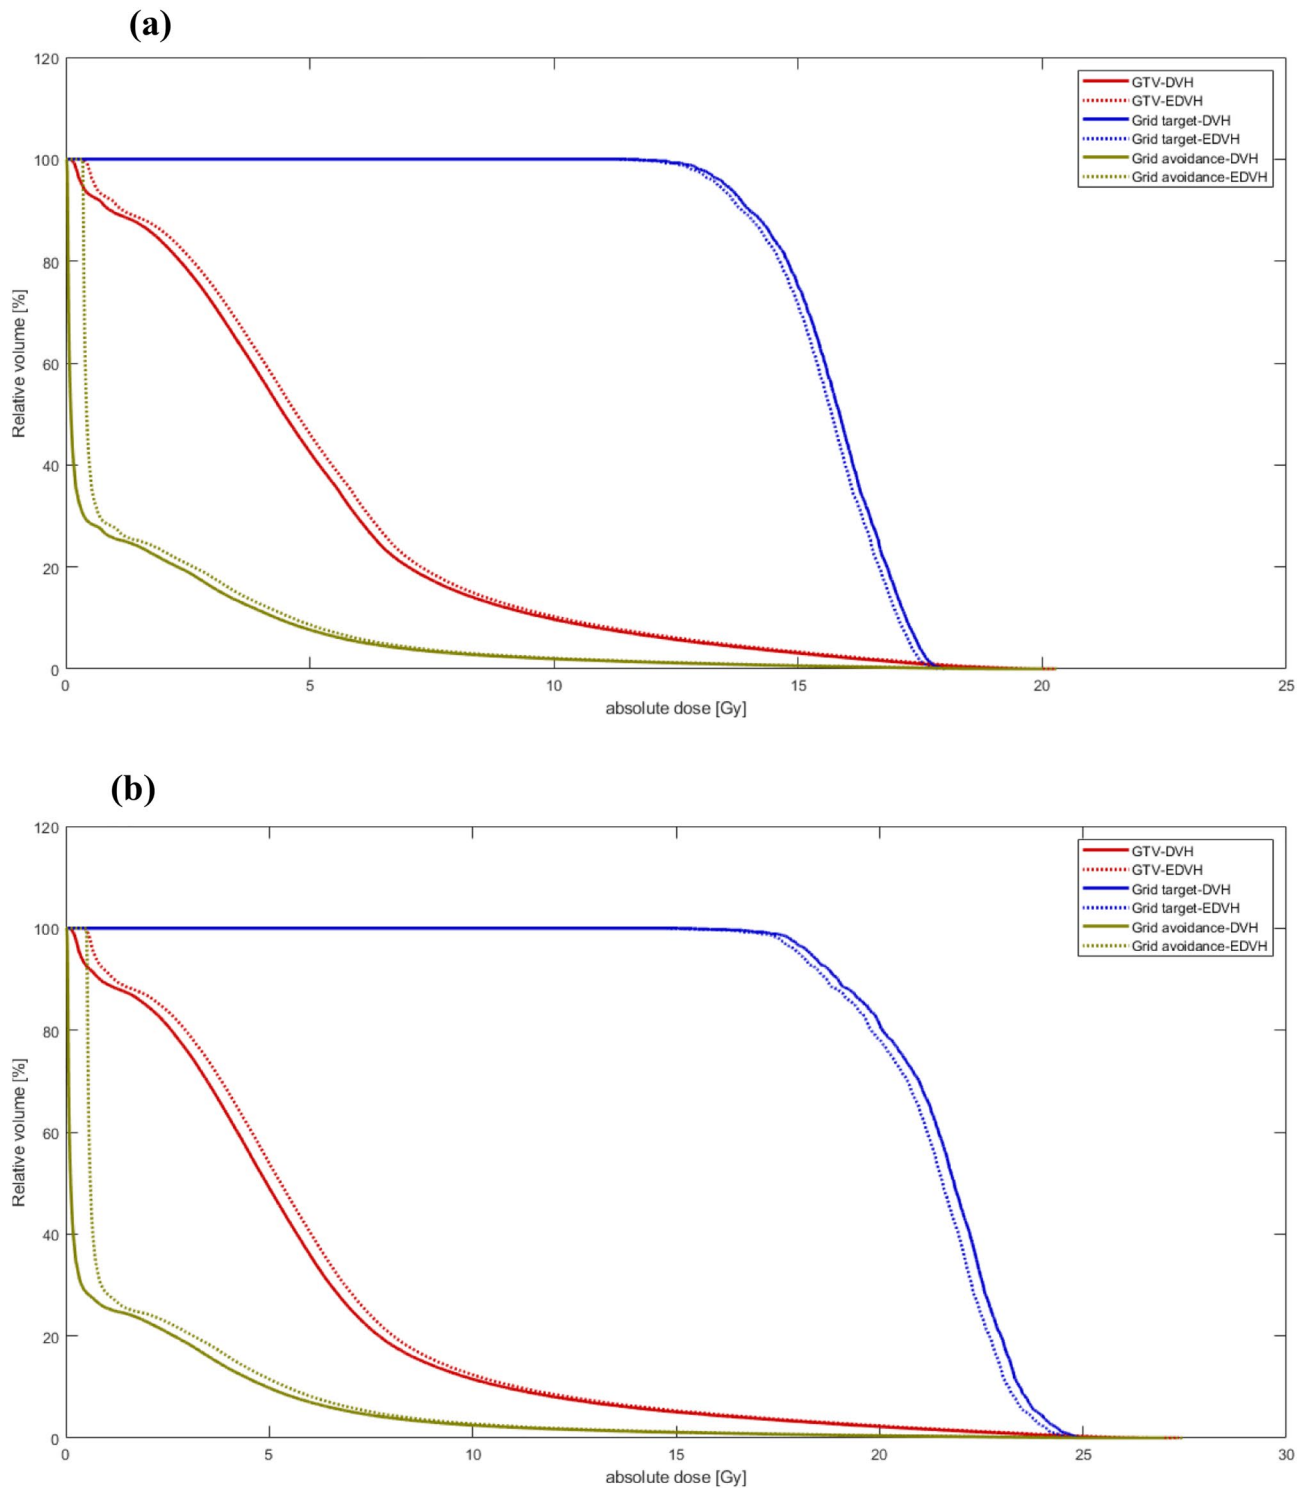 (a)
120
100
80
60
40
20
0
Relative volume [%]
0 5 10 15 20 25
absolute dose [Gy]
GTV-DVH
GTV-EDVH
Grid target-DVH
Grid target-EDVH
Grid avoidance-DVH
Grid avoidance-EDVH
(b)
120
100
80
60
40
20
0
Relative volume [%]
0 5 10 15 20 25 30
absolute dose [Gy]
GTV-DVH
GTV-EDVH
Grid target-DVH
Grid target-EDVH
Grid avoidance-DVH
Grid avoidance-EDVH